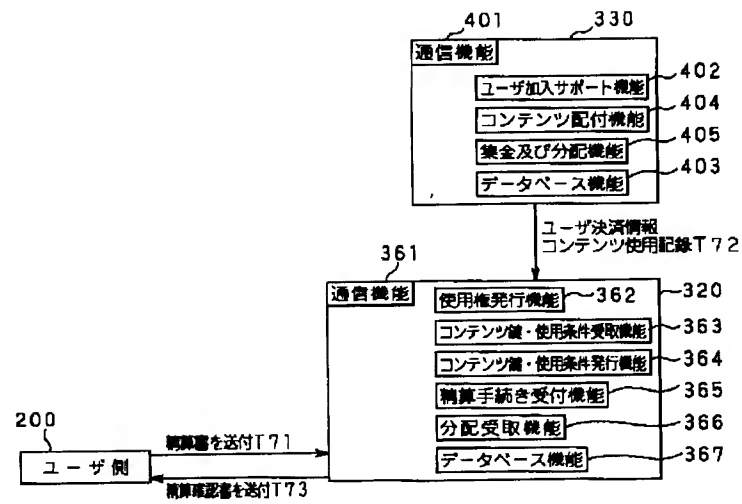 401
330
通信機能
402
ユーザ加入サポート機能
404
コンテンツ配付機能
405
集金及び分配機能
403
データベース機能
ユーザ決済情報
コンテンツ使用記録T72
361
通信機能
320
使用権発行機能
362
コンテンツ鍵・使用条件受取機能
363
コンテンツ鍵・使用条件発行機能
364
精算手続き受付機能
365
分配受取機能
366
データベース機能
367
200
ユーザ側
精算書を送付T71
精算確認書を送付T73